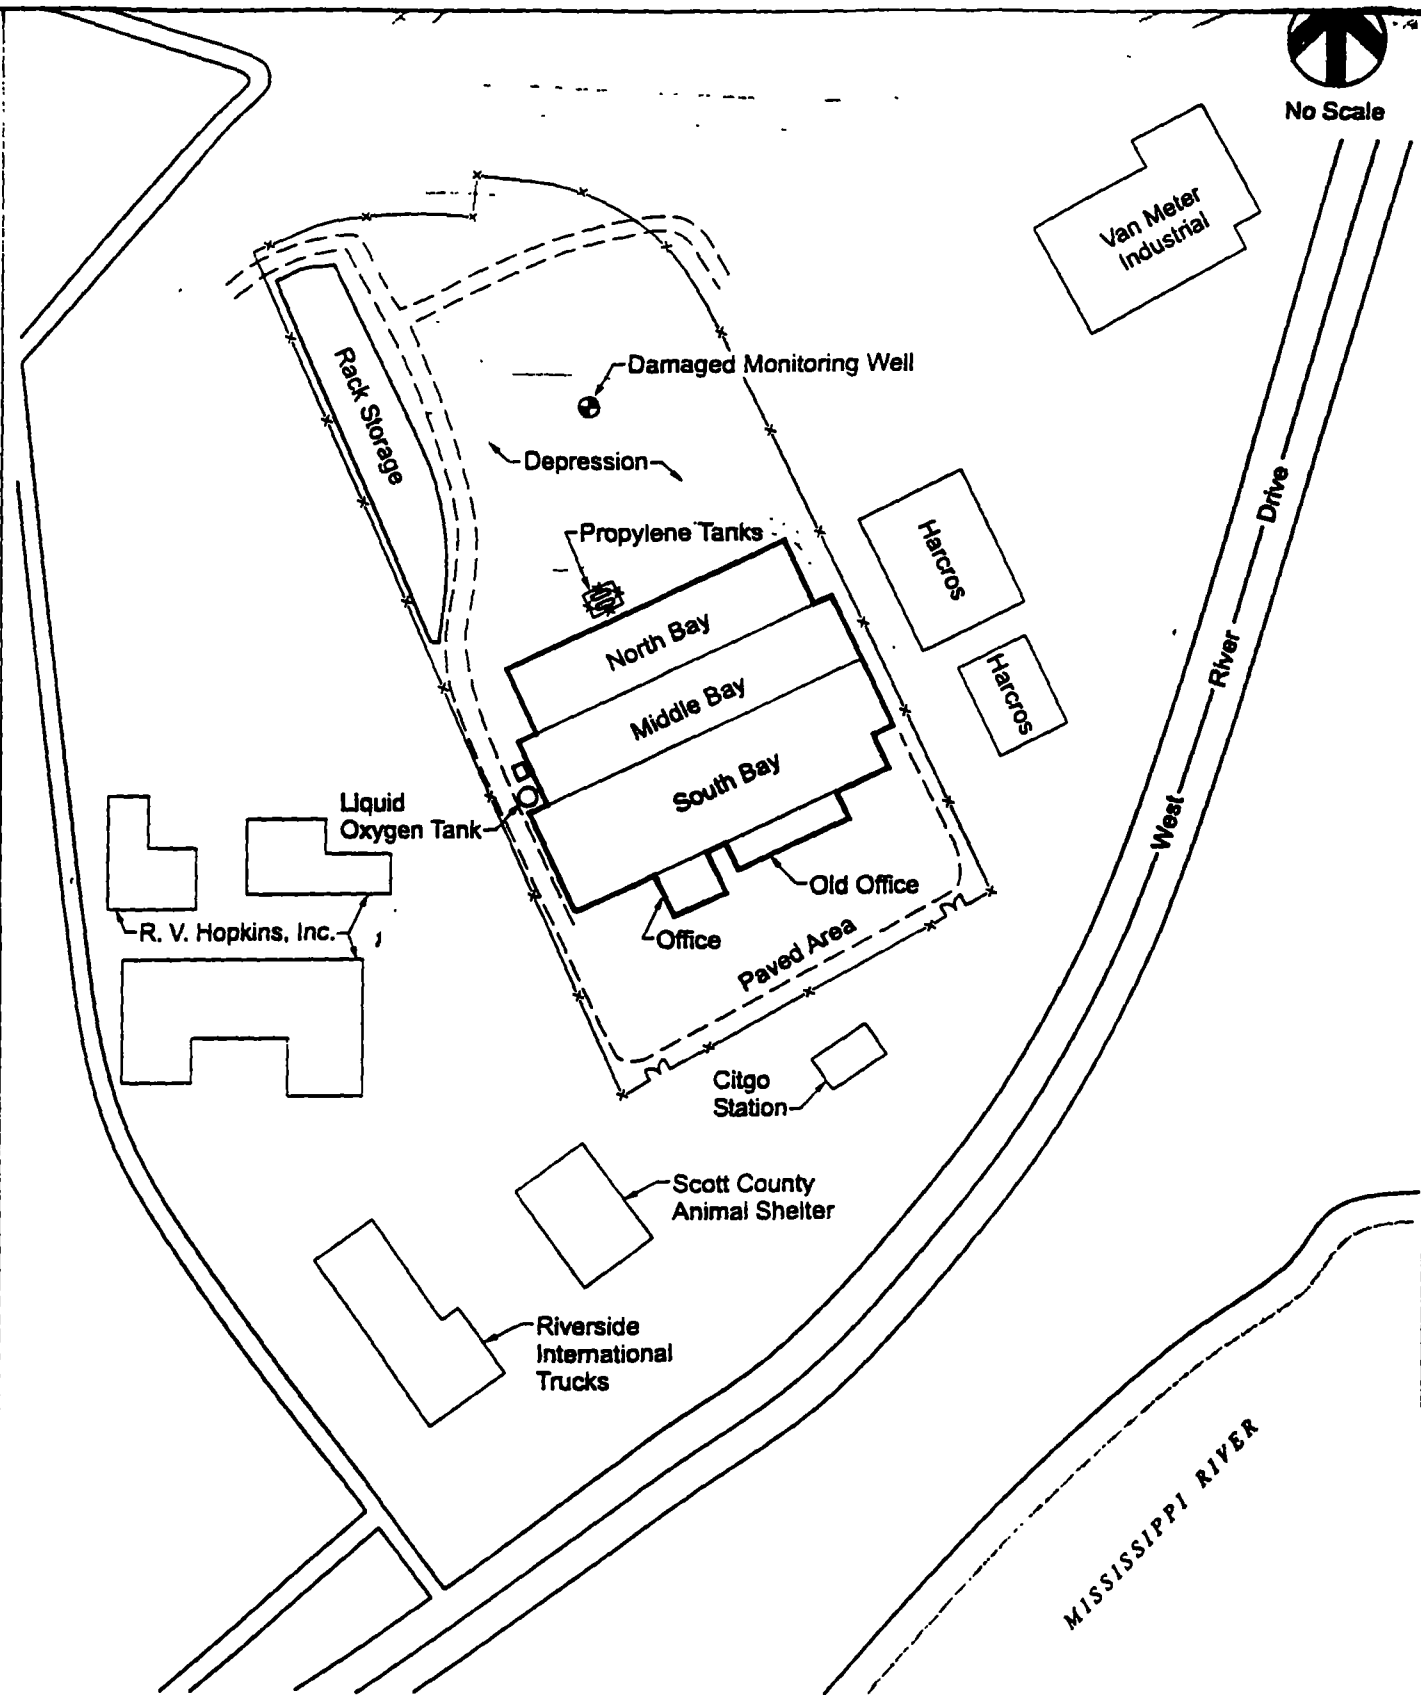 No Scale
Van Meter
Industrial
Rack Storage
Damaged Monitoring Well
Depression
Propylene Tanks
Harcros
North Bay
Harcros
Middle Bay
South Bay
West River Drive
Liquid
Oxygen Tank
Old Office
R. V. Hopkins, Inc.
Office
Paved Area
Citgo
Station
Scott County
Animal Shelter
Riverside
International
Trucks
MISSISSIPPI RIVER